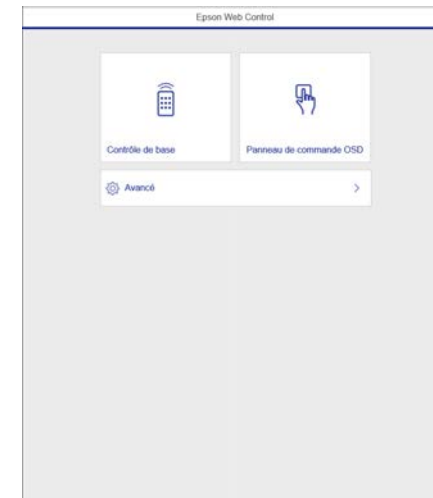 Epson Web Control
Contrôle de base
Panneau de commande OSD
Avancé